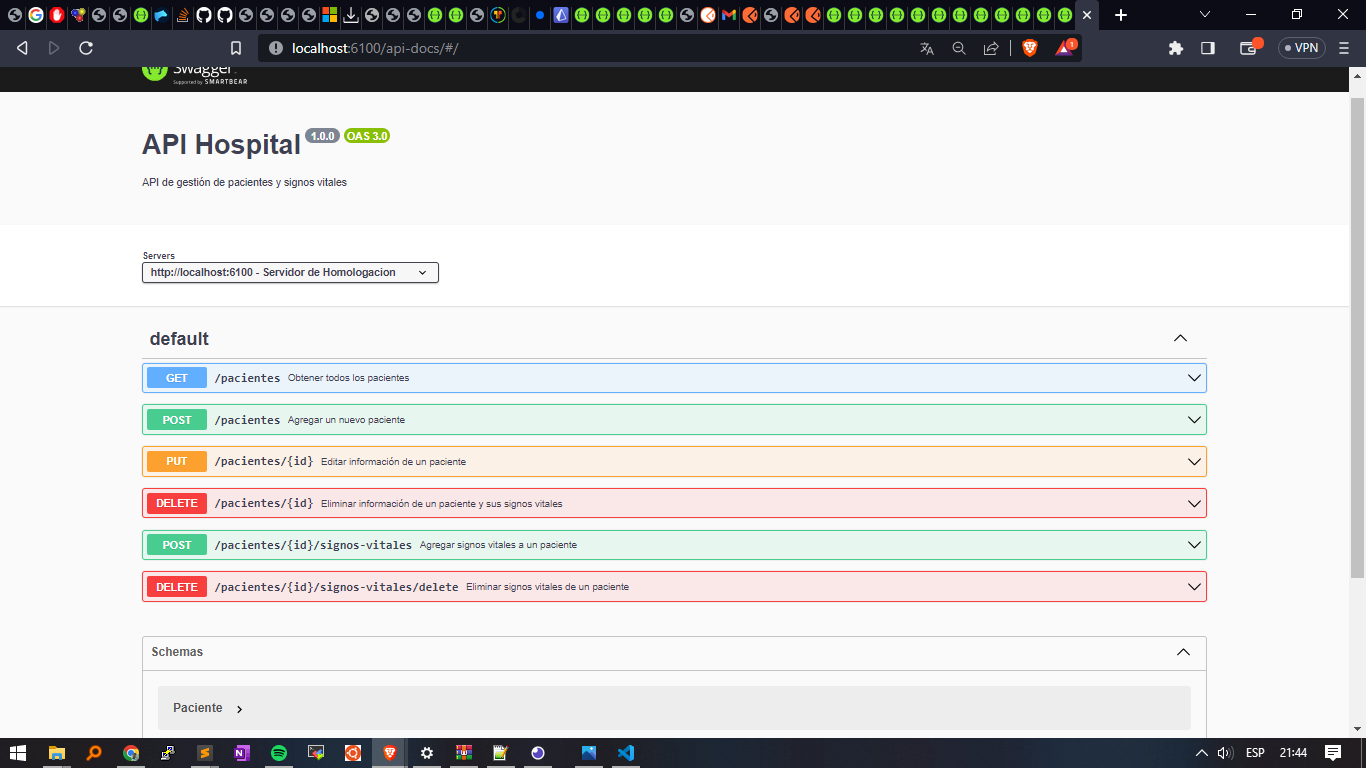 localhost:6100/api-docs/#/
1
VPN
Swagger
Supported by SMARTBEAR
API Hospital 1.0.0 OAS 3.0
API de gestión de pacientes y signos vitales
Servers
http://localhost:6100 - Servidor de Homologacion
default
GET /pacientes Obtener todos los pacientes
POST /pacientes Agregar un nuevo paciente
PUT /pacientes/{id} Editar información de un paciente
DELETE /pacientes/{id} Eliminar información de un paciente y sus signos vitales
POST /pacientes/{id}/signos-vitales Agregar signos vitales a un paciente
DELETE /pacientes/{id}/signos-vitales/delete Eliminar signos vitales de un paciente
Schemas
Paciente
ESP 21:44